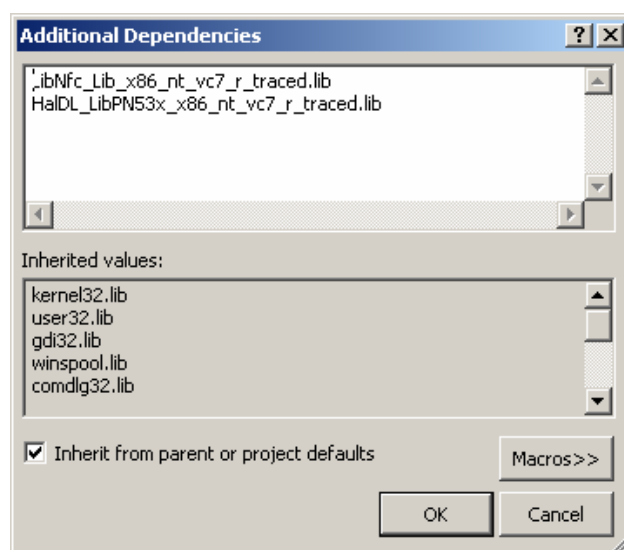 Additional Dependencies
LibNfc_Lib_x86_nt_vc7_r_traced.lib
HalDL_LibPN53x_x86_nt_vc7_r_traced.lib
Inherited values:
kernel32.lib
user32.lib
gdi32.lib
winspool.lib
comdlg32.lib
Inherit from parent or project defaults
Macros>>
OK
Cancel